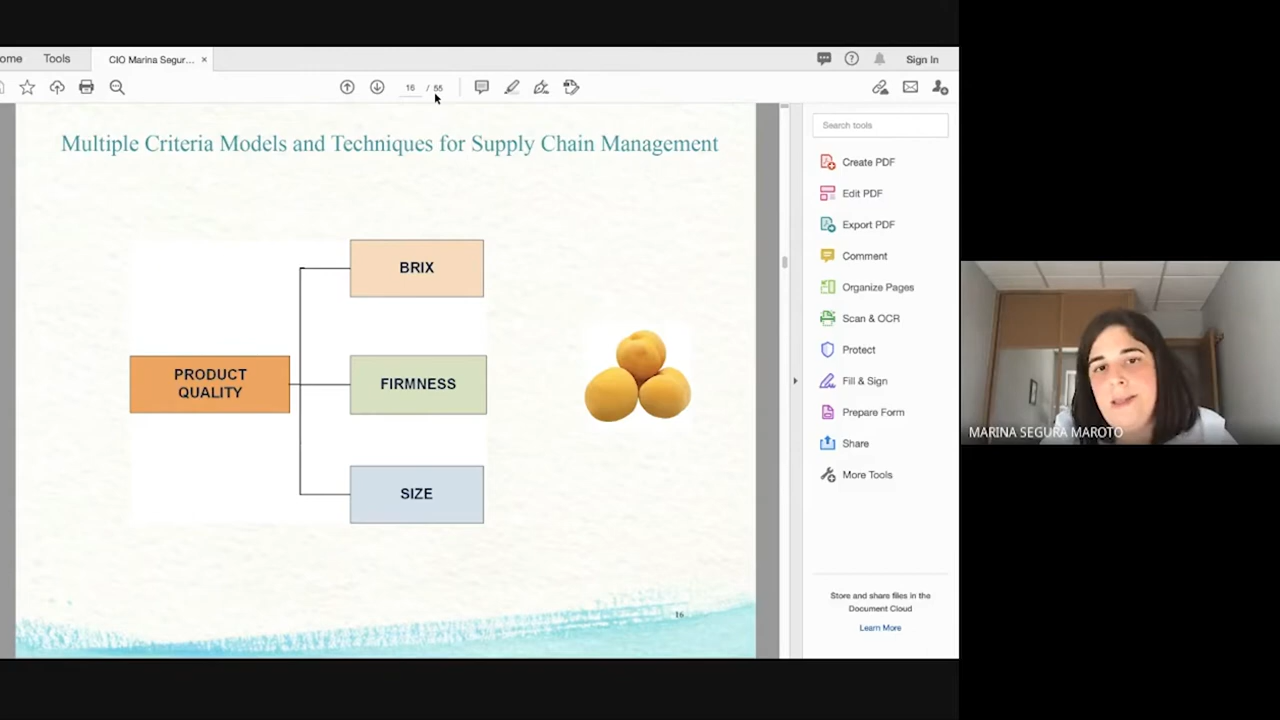 ome
Tools
CIO Marina Segur...
Sign In
16 / 55
Multiple Criteria Models and Techniques for Supply Chain Management
BRIX
PRODUCT
QUALITY
FIRMNESS
SIZE
16
Search tools
Create PDF
Edit PDF
Export PDF
Comment
Organize Pages
Scan & OCR
Protect
Fill & Sign
Prepare Form
Share
More Tools
Store and share files in the
Document Cloud
Learn More
MARINA SEGURA MAROTO